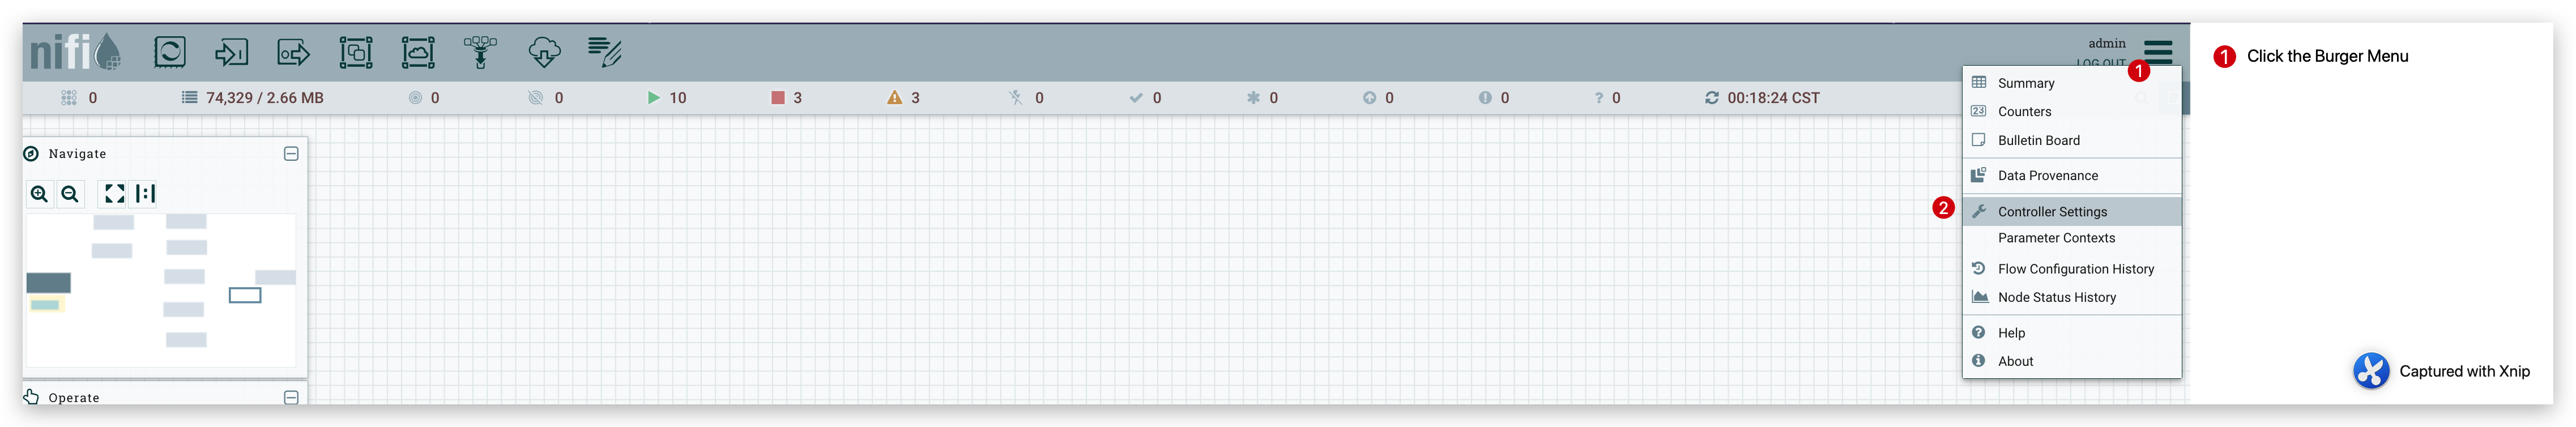 nifi
admin
LOG OUT
0
74,329 / 2.66 MB
0
0
10
3
3
0
0
0
0
0
? 0
00:18:24 CST
Navigate
Operate
1
Summary
23 Counters
Bulletin Board
Data Provenance
2
Controller Settings
Parameter Contexts
Flow Configuration History
Node Status History
Help
About
1 Click the Burger Menu
Captured with Xnip